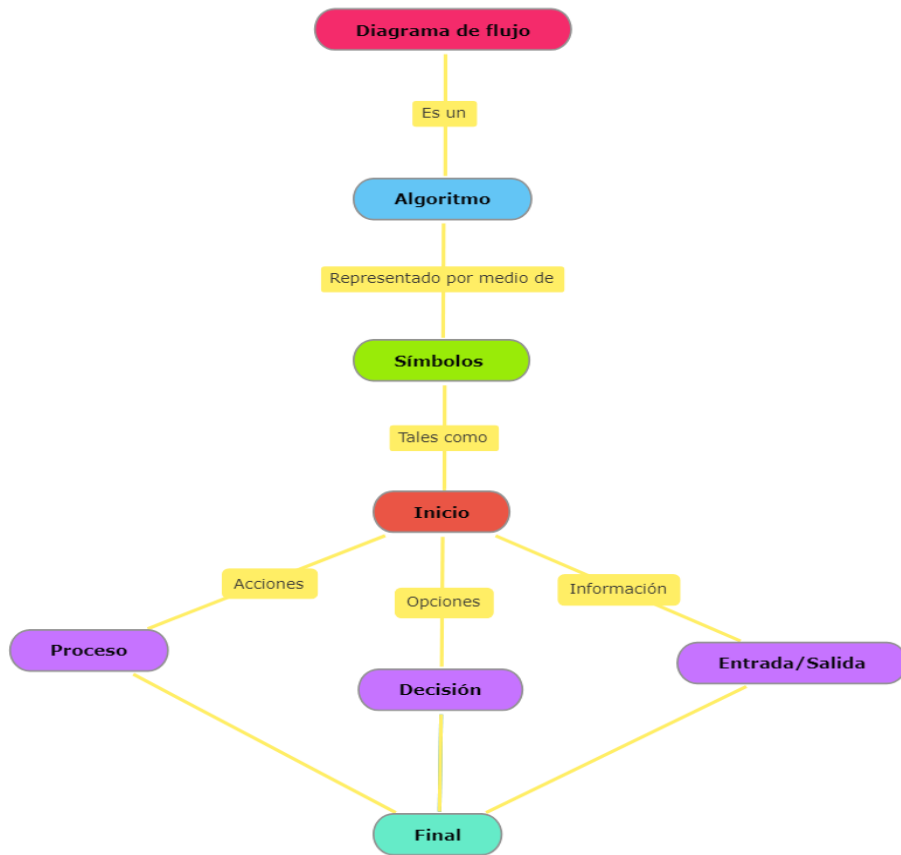 Diagrama de flujo
Es un
Algoritmo
Representado por medio de
Símbolos
Tales como
Inicio
Acciones
Opciones
Información
Proceso
Decisión
Entrada/Salida
Final